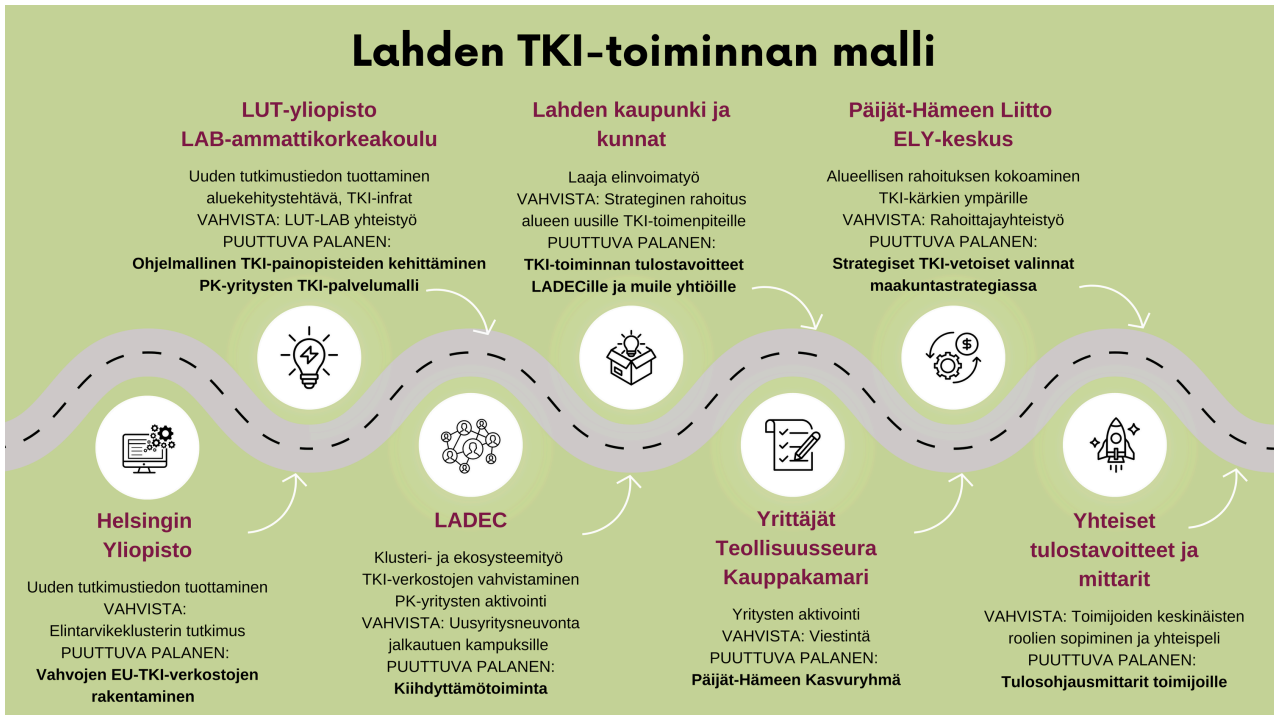 Lahden TKI-toiminnan malli
LUT-yliopisto
LAB-ammattikorkeakoulu
Uuden tutkimustiedon tuottaminen
aluekehitystehtävä, TKI-infrat
VAHVISTA: LUT-LAB yhteistyö
PUUTTUVA PALANEN:
Ohjelmallinen TKI-painopisteiden kehittäminen
PK-yritysten TKI-palvelumalli
Lahden kaupunki ja
kunnat
Laaja elinvoimatyö
VAHVISTA: Strateginen rahoitus
alueen uusille TKI-toimenpiteille
PUUTTUVA PALANEN:
TKI-toiminnan tulostavoitteet
LADECille ja muile yhtiöille
Päijät-Hämeen Liitto
ELY-keskus
Alueellisen rahoituksen kokoaminen
TKI-kärkien ympärille
VAHVISTA: Rahoittajayhteistyö
PUUTTUVA PALANEN:
Strategiset TKI-vetoiset valinnat
maakuntastrategiassa
$
Helsingin
Yliopisto
Uuden tutkimustiedon tuottaminen
VAHVISTA:
Elintarvikeklusterin tutkimus
PUUTTUVA PALANEN:
Vahvojen EU-TKI-verkostojen
rakentaminen
LADEC
Klusteri- ja ekosysteemityö
TKI-verkostojen vahvistaminen
PK-yritysten aktivointi
VAHVISTA: Uusyritysneuvonta
jalkautuen kampuksille
PUUTTUVA PALANEN:
Kiihdyttämötoiminta
Yrittäjät
Teollisuusseura
Kauppakamari
Yritysten aktivointi
VAHVISTA: Viestintä
PUUTTUVA PALANEN:
Päijät-Hämeen Kasvuryhmä
Yhteiset
tulostavoitteet ja
mittarit
VAHVISTA: Toimijoiden keskinäisten
roolien sopiminen ja yhteispeli
PUUTTUVA PALANEN:
Tulosohjausmittarit toimijoille